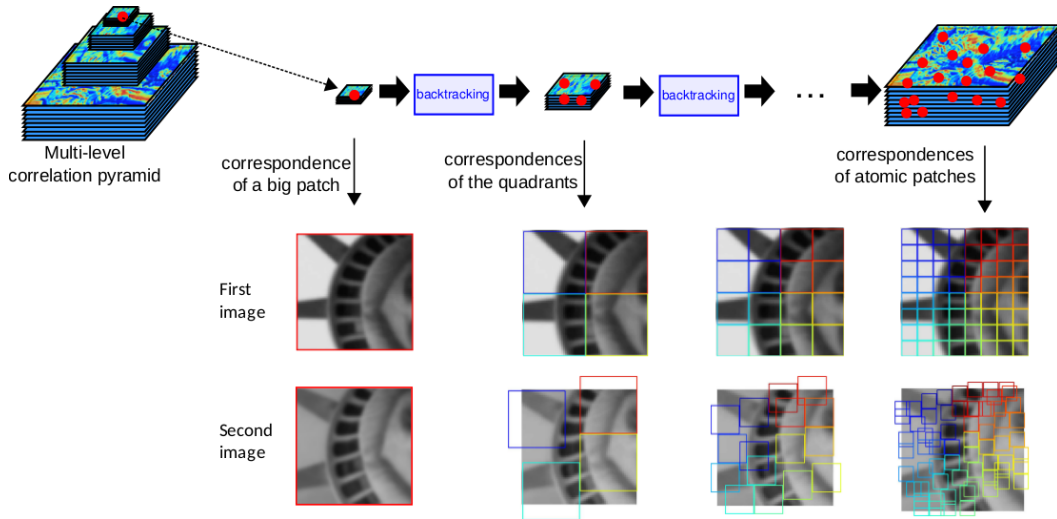 backtracking
backtracking
...
Multi-level
correlation pyramid
correspondence
of a big patch
correspondences
of the quadrants
correspondences
of atomic patches
First
image
Second
image